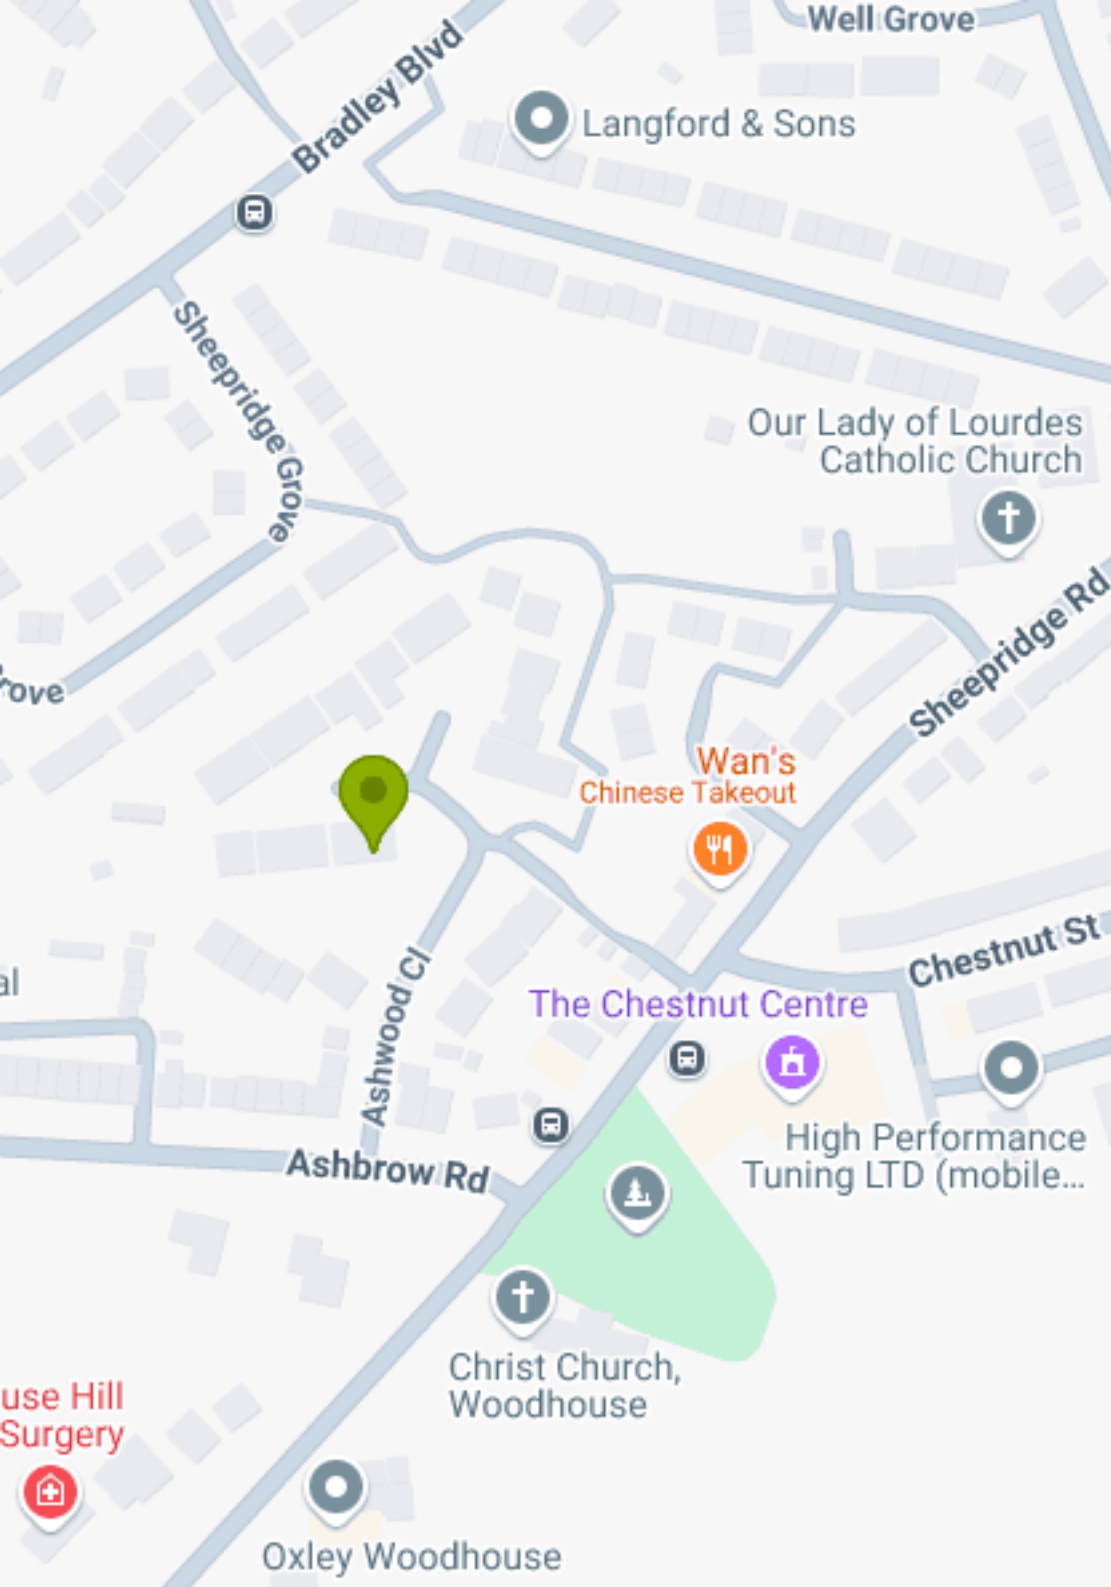 Well Grove
Bradley Blvd
Langford & Sons
Sheepridge Grove
Our Lady of Lourdes
Catholic Church
Sheepridge Rd
rove
Wan's
Chinese Takeout
Chestnut St
al
Ashwood Cl
The Chestnut Centre
High Performance
Tuning LTD (mobile...
Ashbrow Rd
Christ Church,
Woodhouse
use Hill
Surgery
Oxley Woodhouse